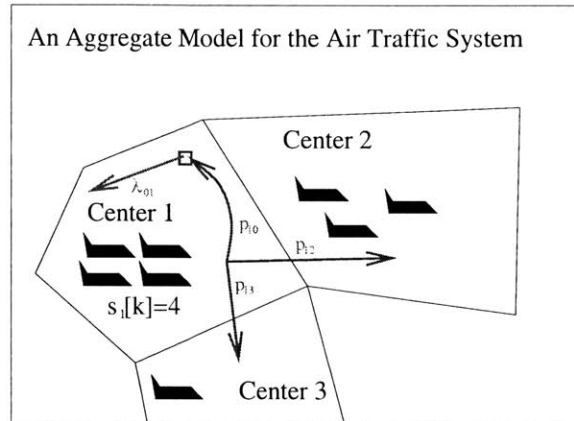 An Aggregate Model for the Air Traffic System
Center 2
λ₀₁
Center 1
p₁₀
p₁₂
p₁₃
s₁[k]=4
Center 3